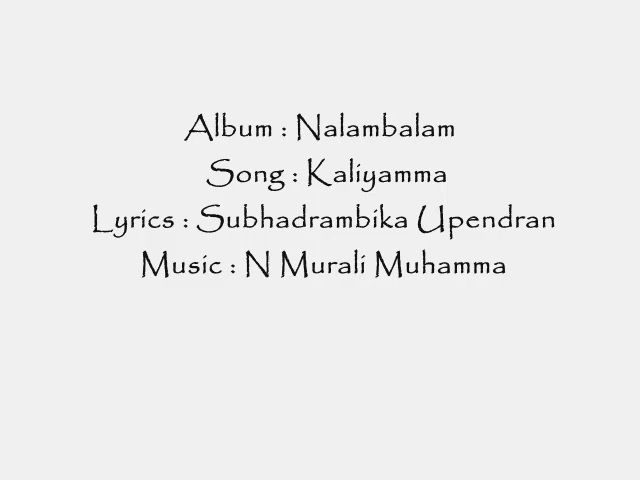 Album : Nalambalam
Song : Kaliyamma
Lyrics : Subhadrambika Upendran
Music : N Murali Muhamma